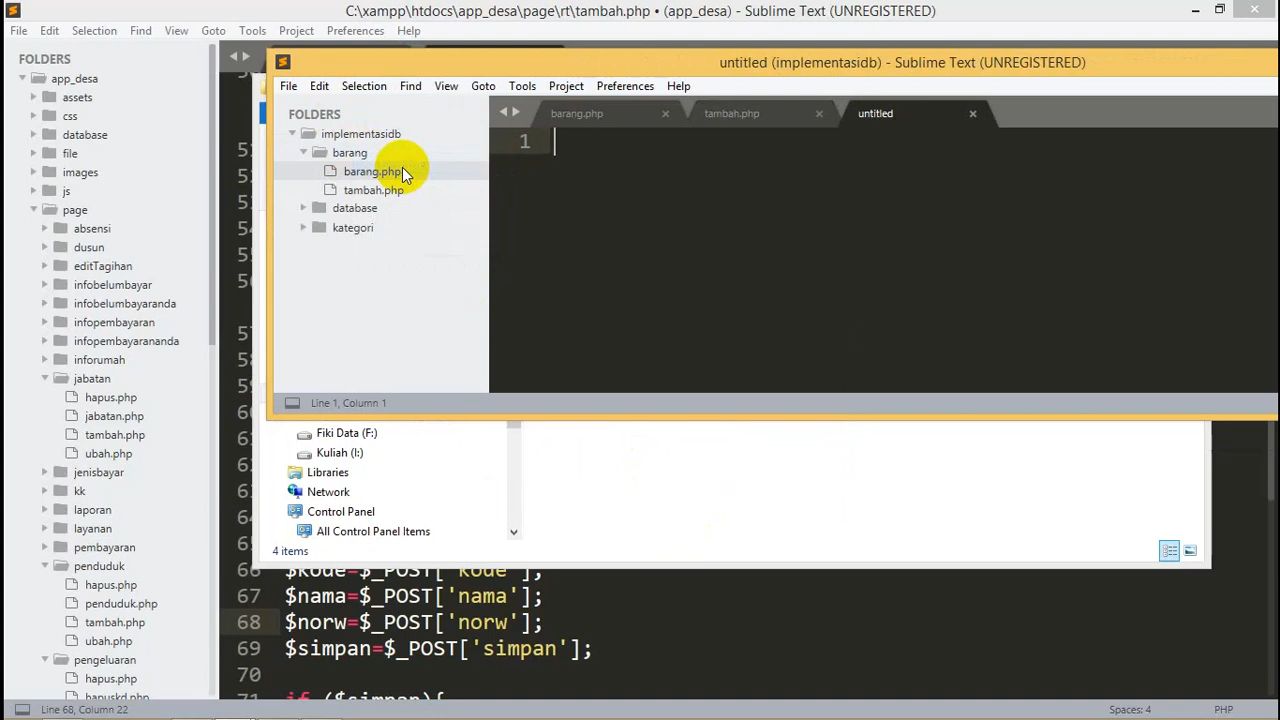 C:\xampp\htdocs\app_desa\page\rt\tambah.php • (app_desa) - Sublime Text (UNREGISTERED)
File Edit Selection Find View Goto Tools Project Preferences Help
FOLDERS
app_desa
assets
css
database
file
images
js
page
absensi
dusun
editTagihan
infobelumbayar
infobelumbayaranda
infopembayaran
infopembayarananda
inforumah
jabatan
hapus.php
jabatan.php
tambah.php
ubah.php
jenisbayar
kk
laporan
layanan
pembayaran
penduduk
hapus.php
penduduk.php
tambah.php
ubah.php
pengeluaran
hapus.php
hapuskd.php
untitled (implementasidb) - Sublime Text (UNREGISTERED)
File Edit Selection Find View Goto Tools Project Preferences Help
FOLDERS
implementasidb
barang
barang.php
tambah.php
database
kategori
barang.php tambah.php untitled
1
Line 1, Column 1
Fiki Data (F:)
Kuliah (I:)
Libraries
Network
Control Panel
All Control Panel Items
4 items
66 $kode=$_POST['kode'];
67 $nama=$_POST['nama'];
68 $norw=$_POST['norw'];
69 $simpan=$_POST['simpan'];
70
71 if ($simpan){
Line 68, Column 22 Spaces: 4 PHP